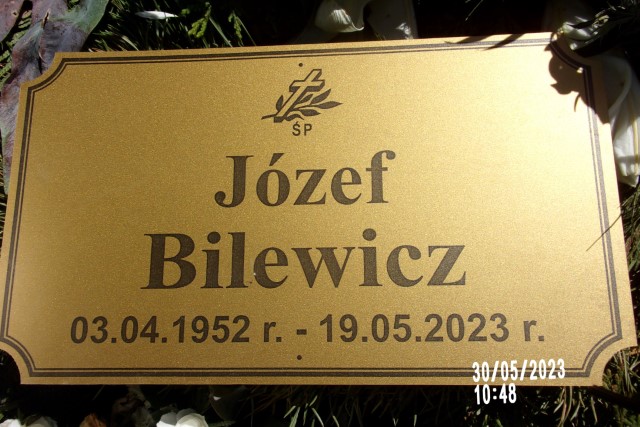 ŚP
Józef
Bilewicz
03.04.1952 r. - 19.05.2023 r.
30/05/2023
10:48